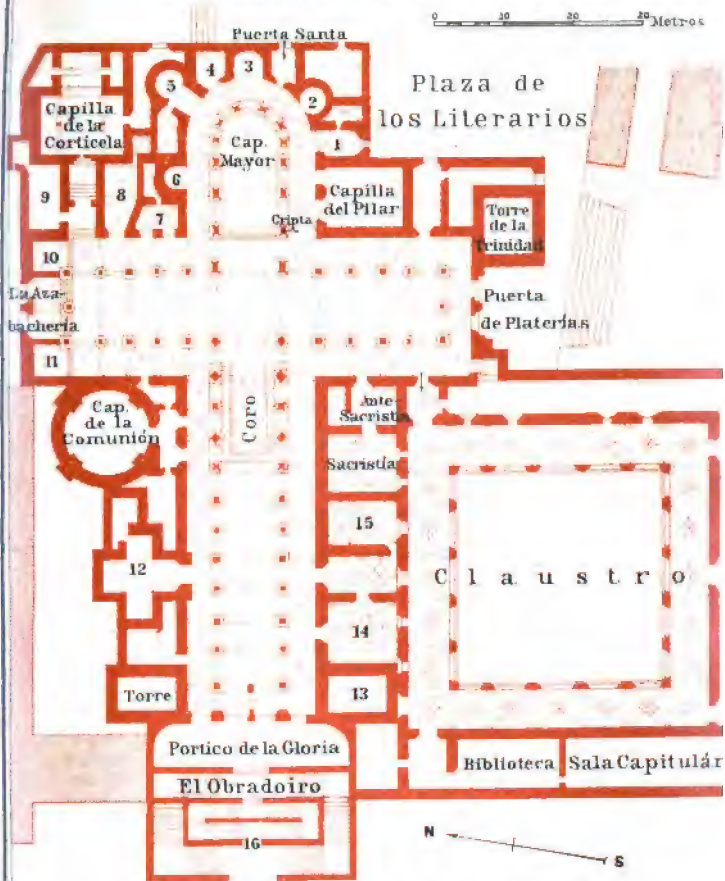 0 10 20 Metros
Puerta Santa
Plaza de
los Literarios
4
3
5
2
1
Capilla
de la
Corticela
Cap.
Mayor
6
Capilla
del Pilar
9
8
7
Cripta
Torre
de la
Trinidad
10
La Aza-
bachería
Puerta
de Platerías
11
Cap.
de la
Comunión
Coro
Ante-
Sacristía
Sacristía
15
12
Claustro
14
Torre
13
Portico de la Gloria
Biblioteca
Sala Capitulár
El Obradoiro
16
N
S